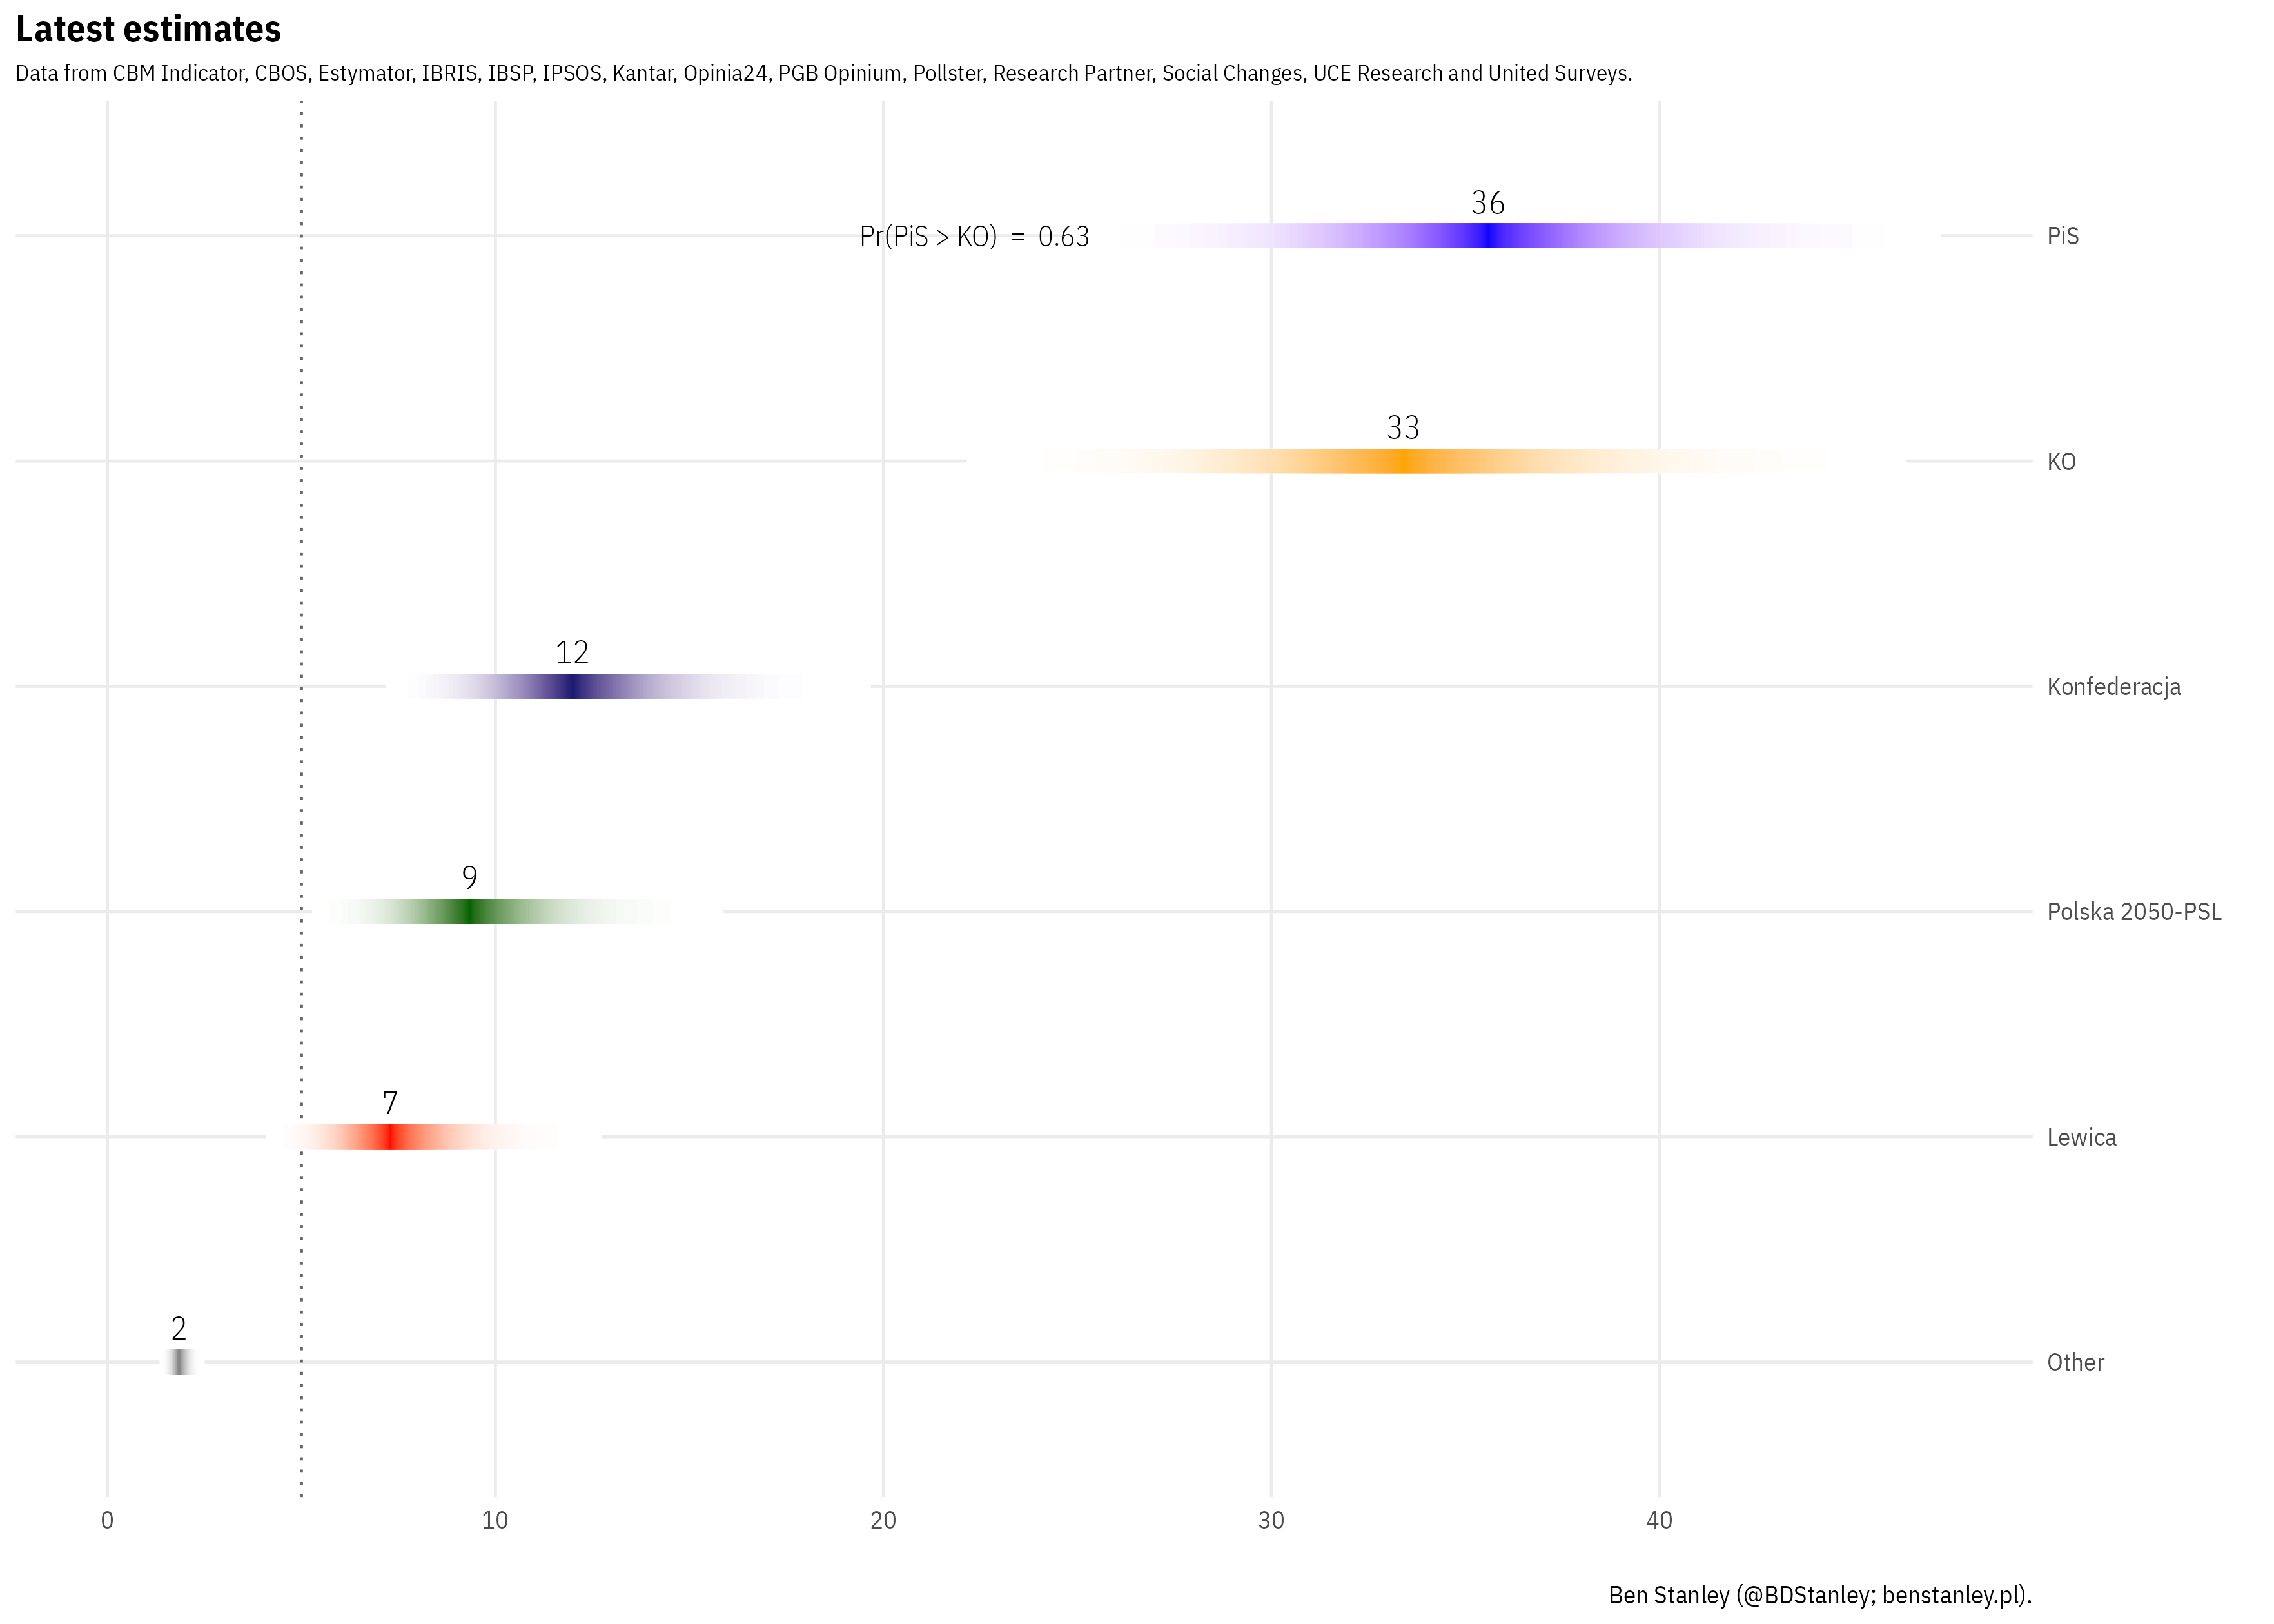 Latest estimates
Data from CBM Indicator, CBOS, Estymator, IBRIS, IBSP, IPSOS, Kantar, Opinia24, PGB Opinium, Pollster, Research Partner, Social Changes, UCE Research and United Surveys.
36
Pr(PiS > KO) = 0.63
PiS
33
KO
12
Konfederacja
9
Polska 2050-PSL
7
Lewica
2
Other
0 10 20 30 40
Ben Stanley (@BDStanley; benstanley.pl).